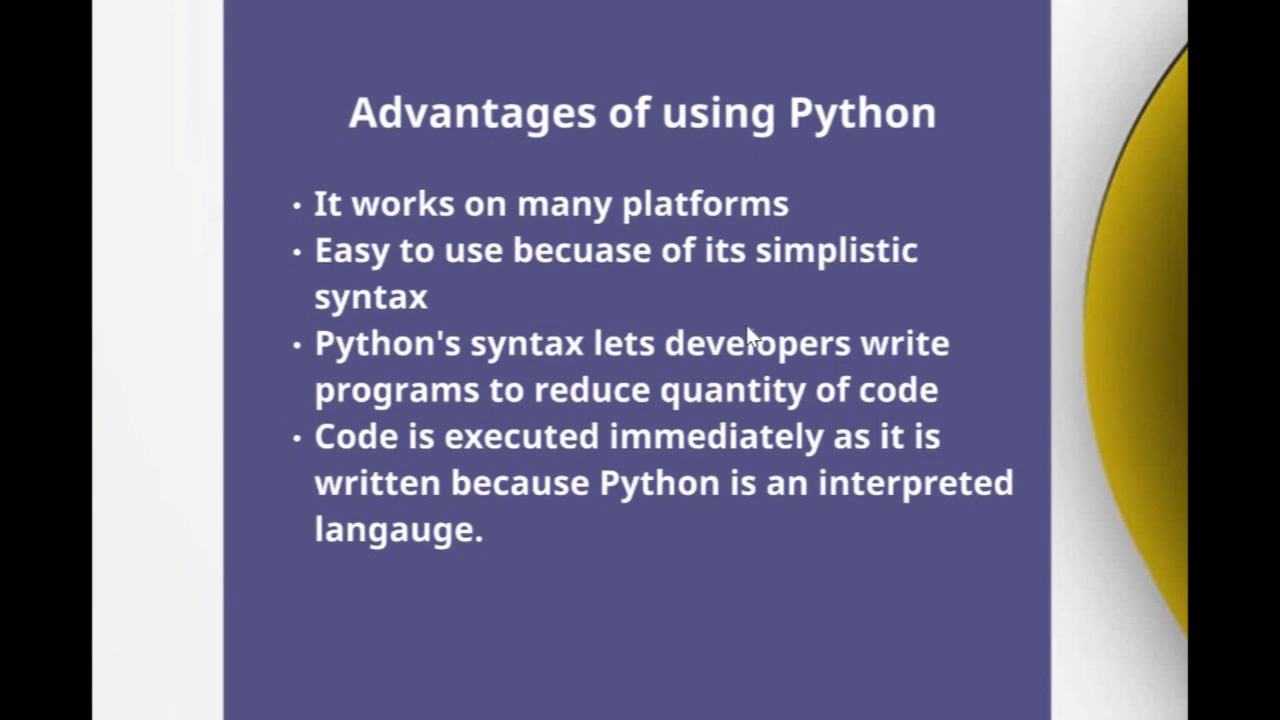 Advantages of using Python
• It works on many platforms
• Easy to use becuase of its simplistic
syntax
• Python's syntax lets developers write
programs to reduce quantity of code
• Code is executed immediately as it is
written because Python is an interpreted
langauge.